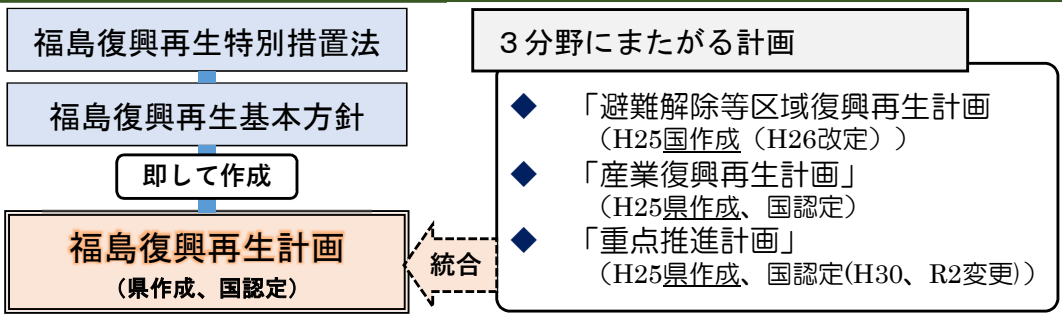 福島復興再生特別措置法
福島復興再生基本方針
即して作成
福島復興再生計画
（県作成、国認定）
統合
３分野にまたがる計画
◆ 「避難解除等区域復興再生計画
（H25国作成（H26改定））
◆ 「産業復興再生計画」
（H25県作成、国認定）
◆ 「重点推進計画」
（H25県作成、国認定(H30、R2変更)）